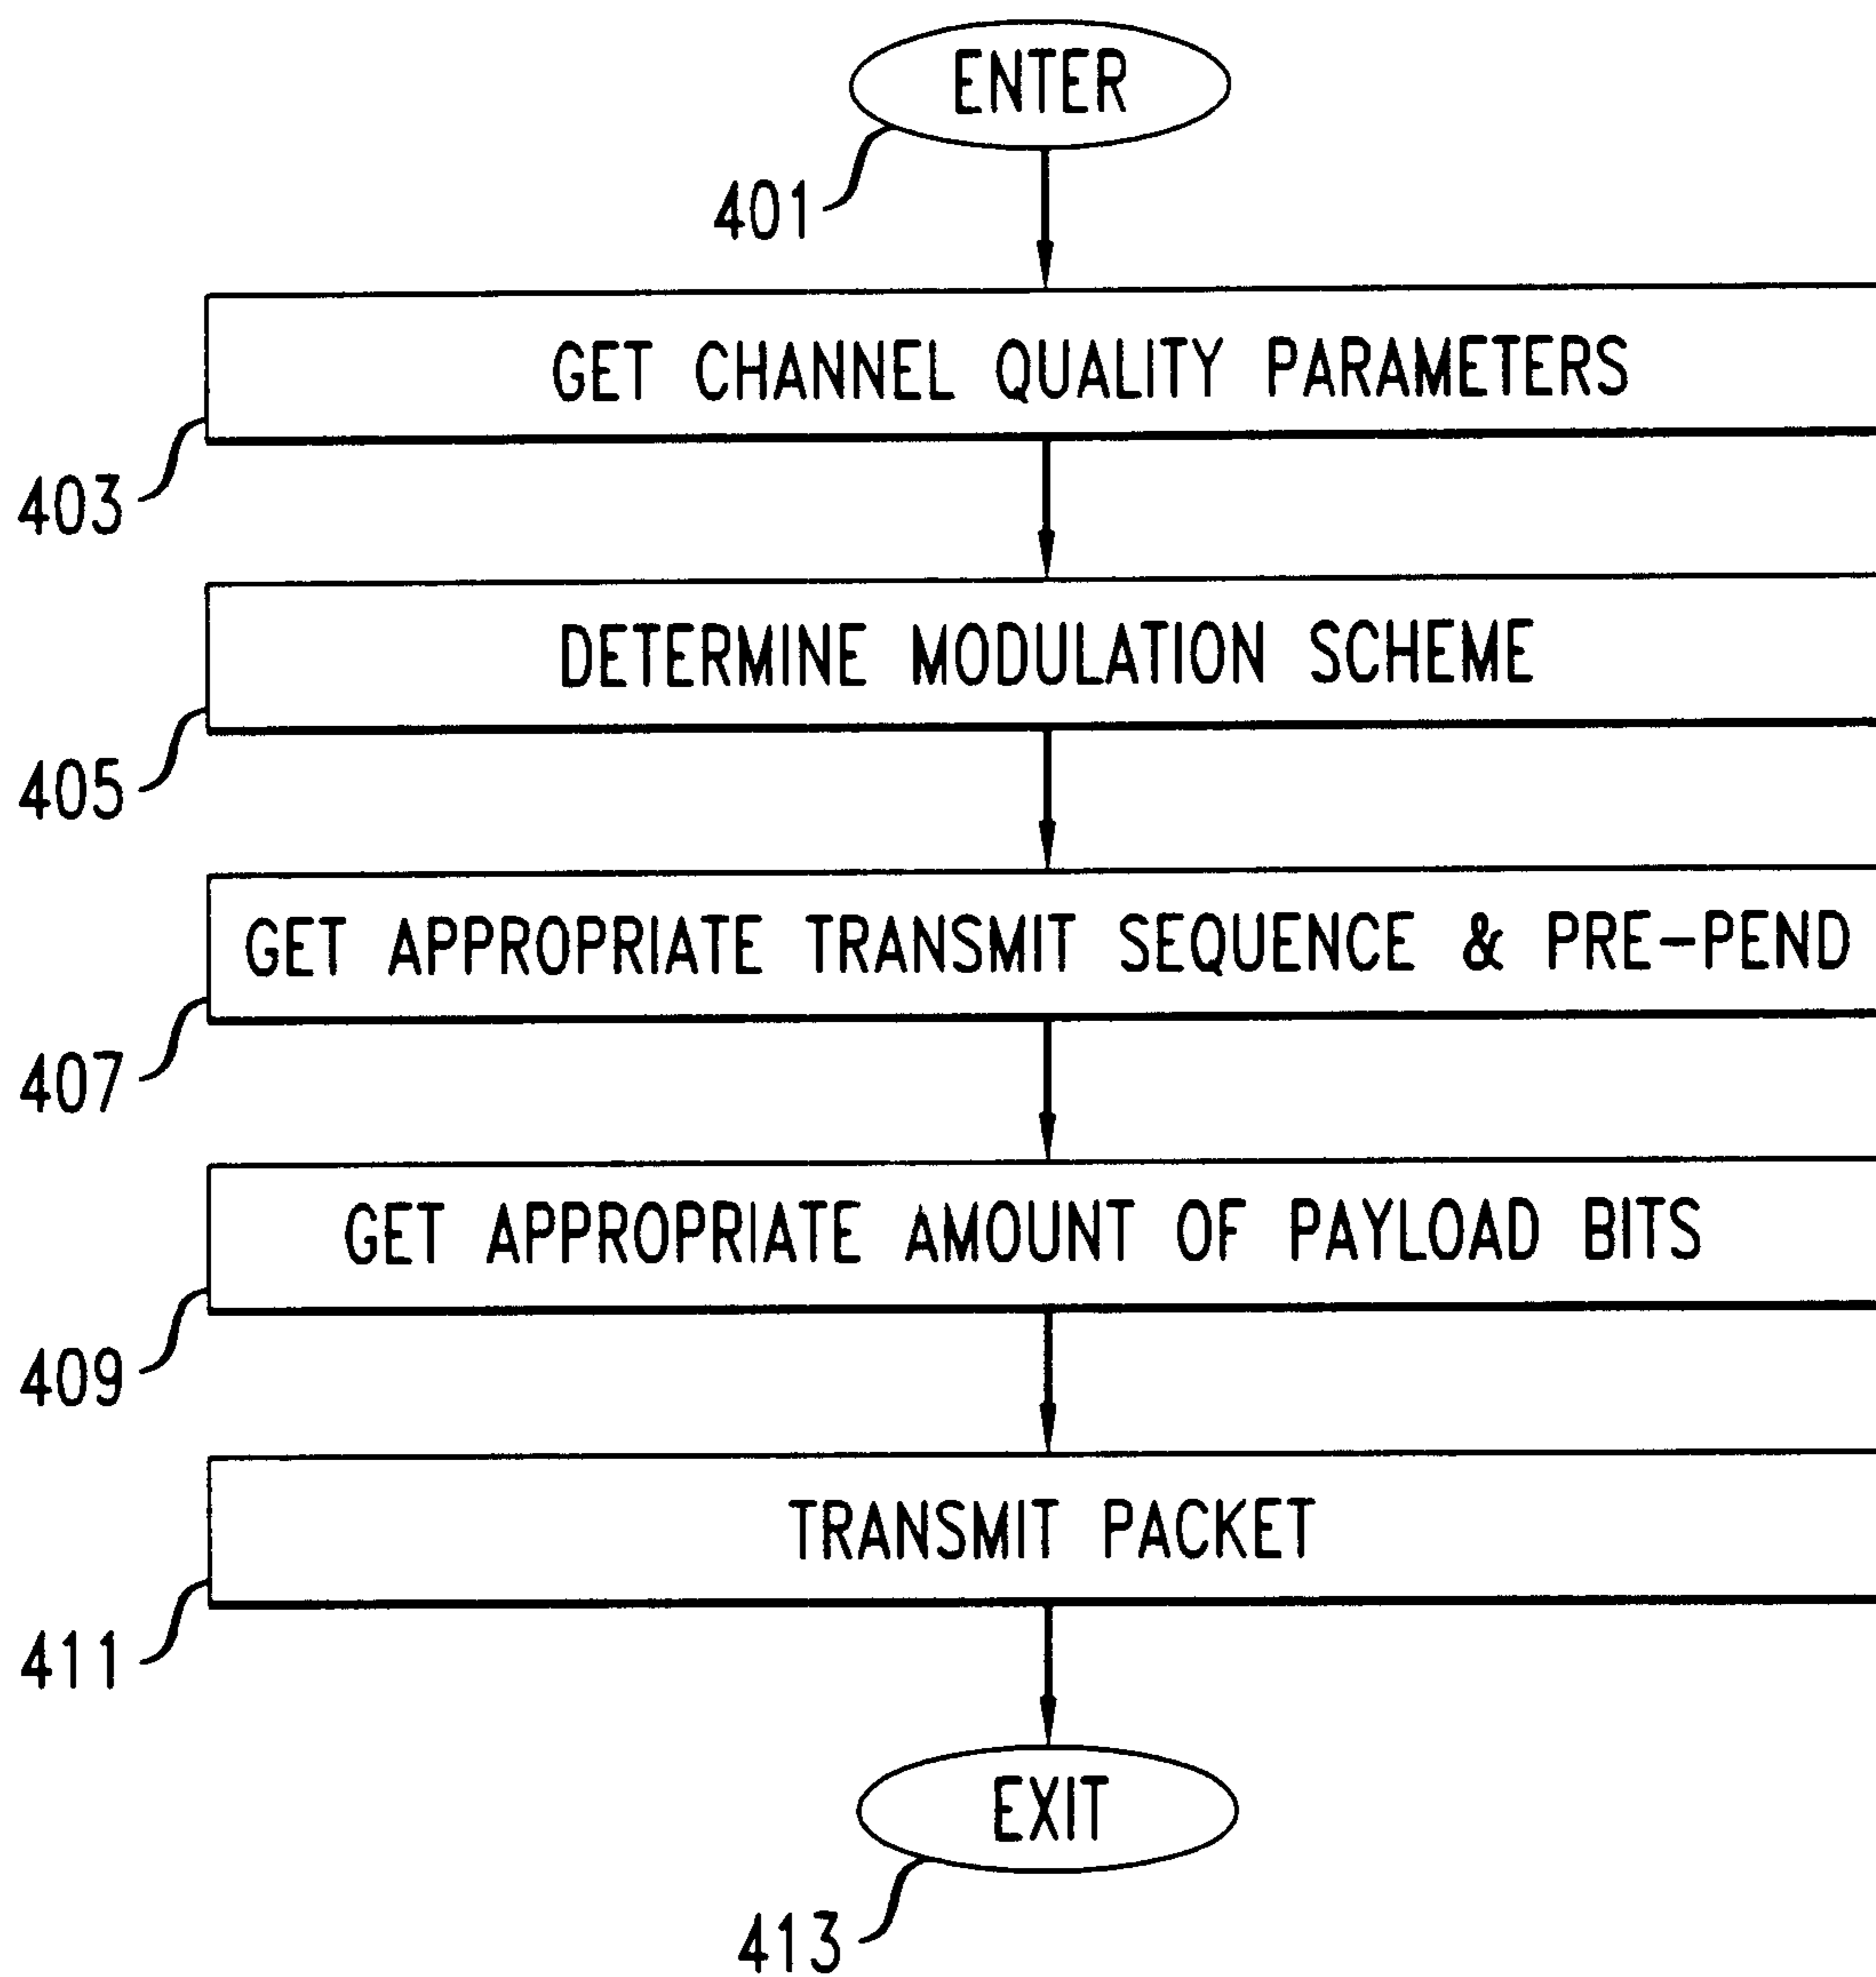 ENTER
401
GET CHANNEL QUALITY PARAMETERS
403
DETERMINE MODULATION SCHEME
405
GET APPROPRIATE TRANSMIT SEQUENCE & PRE-PEND
407
GET APPROPRIATE AMOUNT OF PAYLOAD BITS
409
TRANSMIT PACKET
411
EXIT
413